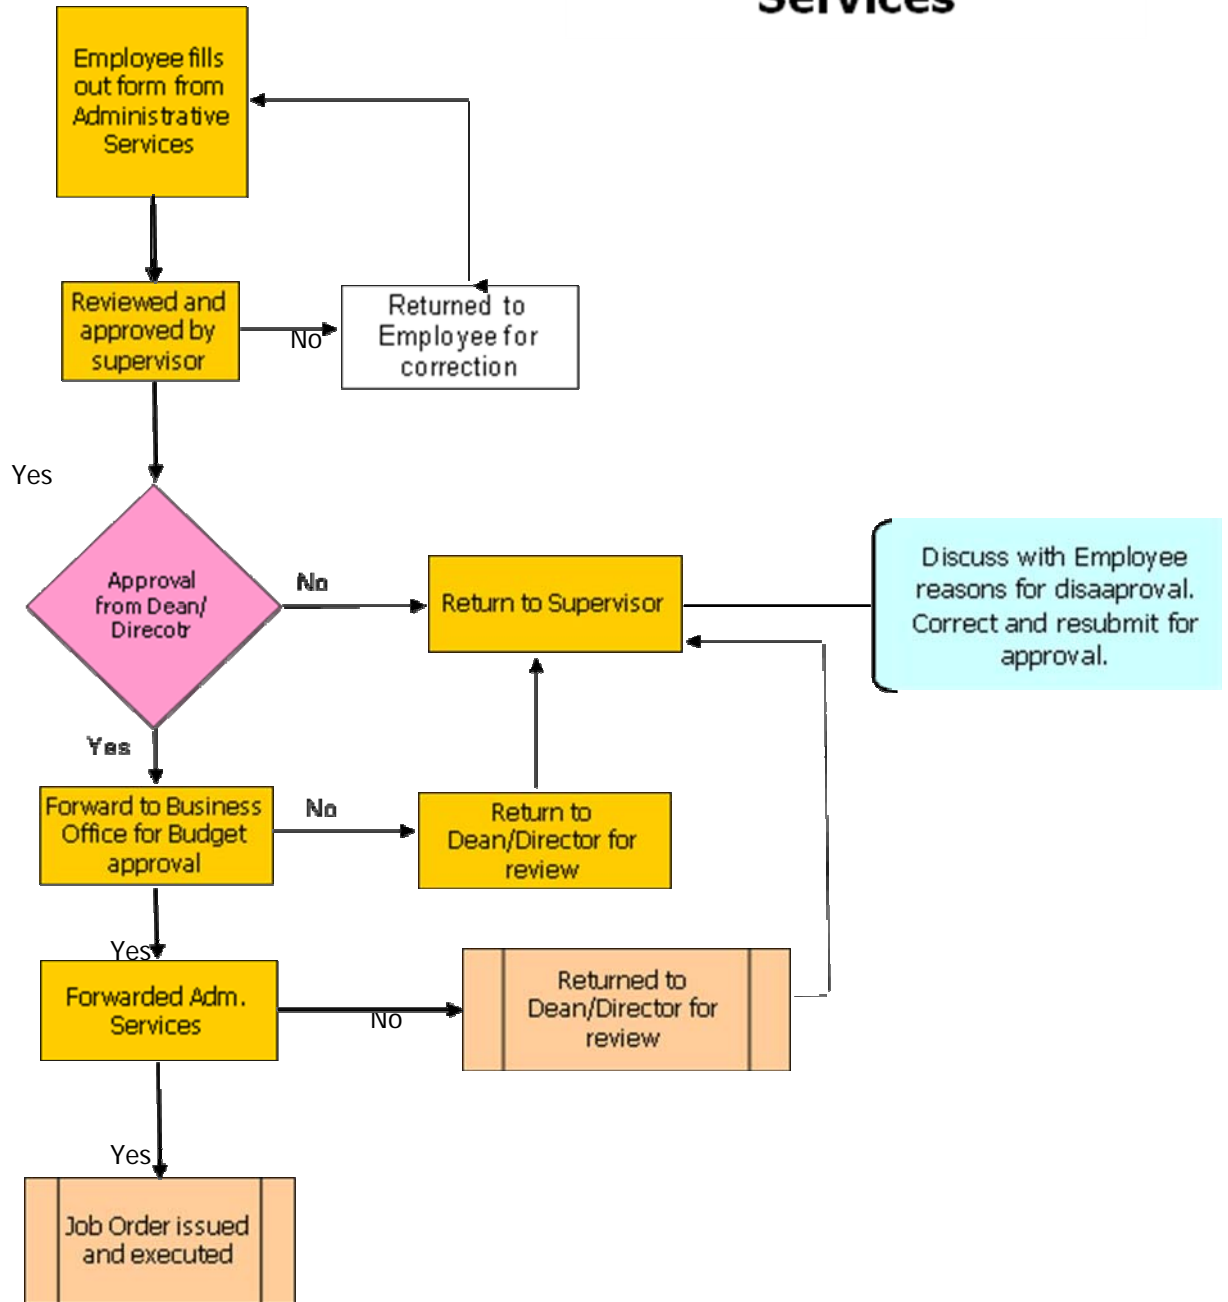 Services
Employee fills
out form from
Administrative
Services
Reviewed and
approved by
supervisor
No
Returned to
Employee for
correction
Yes
Approval
from Dean/
Direcotr
No
Return to Supervisor
Discuss with Employee
reasons for disaaproval.
Correct and resubmit for
approval.
Yes
Forward to Business
Office for Budget
approval
No
Return to
Dean/Director for
review
Yes
Forwarded Adm.
Services
No
Returned to
Dean/Director for
review
Yes
Job Order issued
and executed